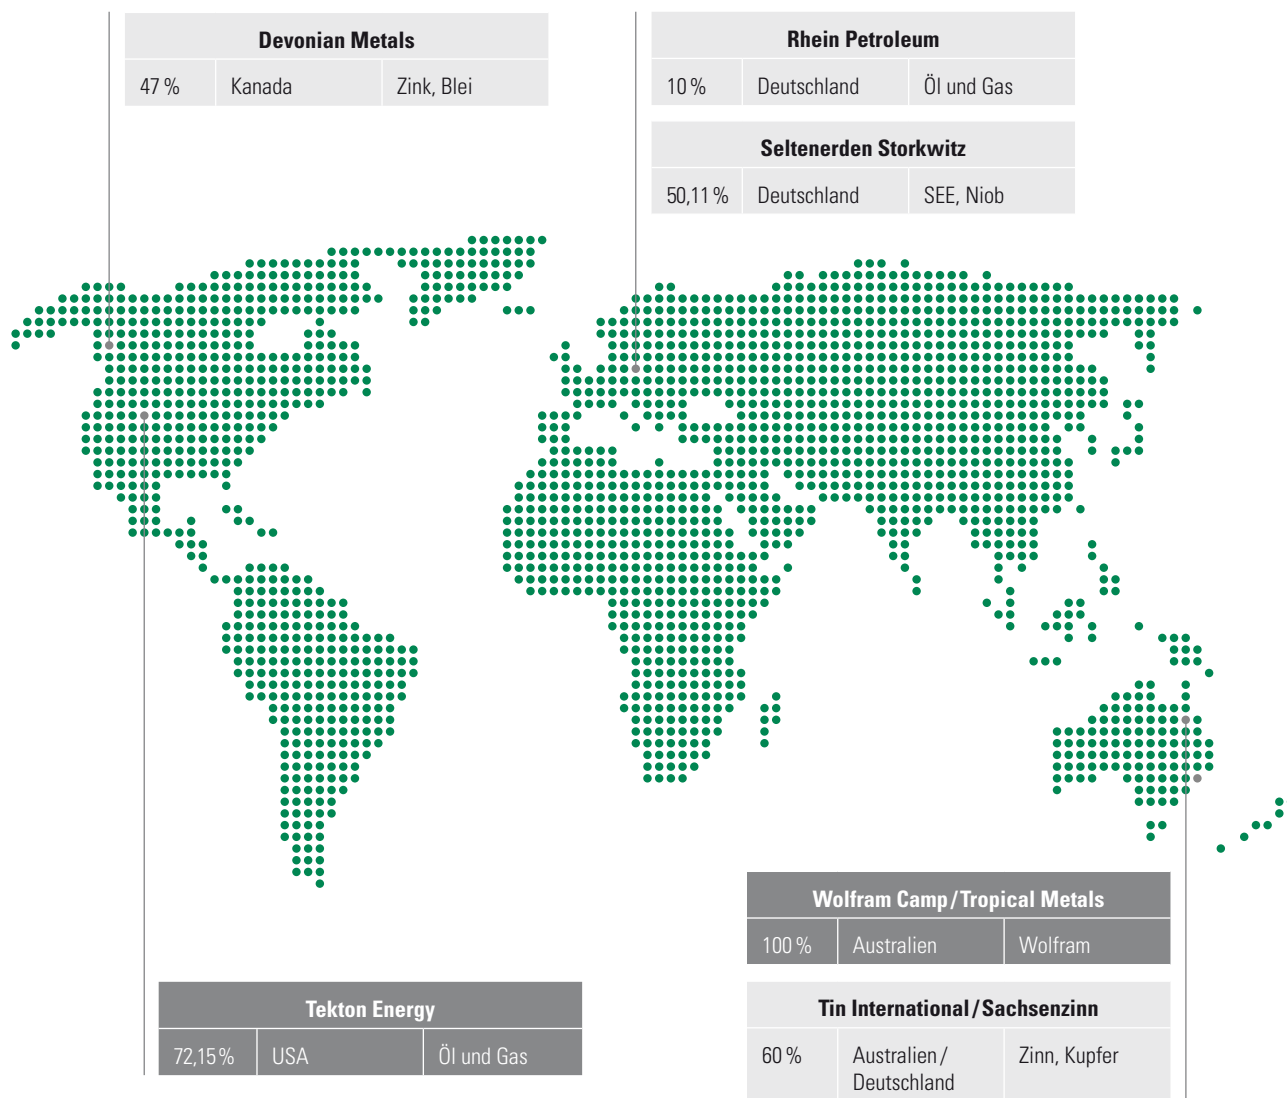 Devonian Metals
47 % Kanada Zink, Blei
Rhein Petroleum
10 % Deutschland Öl und Gas
Seltenerden Storkwitz
50,11 % Deutschland SEE, Niob
Wolfram Camp / Tropical Metals
100 % Australien Wolfram
Tekton Energy
72,15 % USA Öl und Gas
Tin International / Sachsenzinn
60 % Australien / Zinn, Kupfer
Deutschland